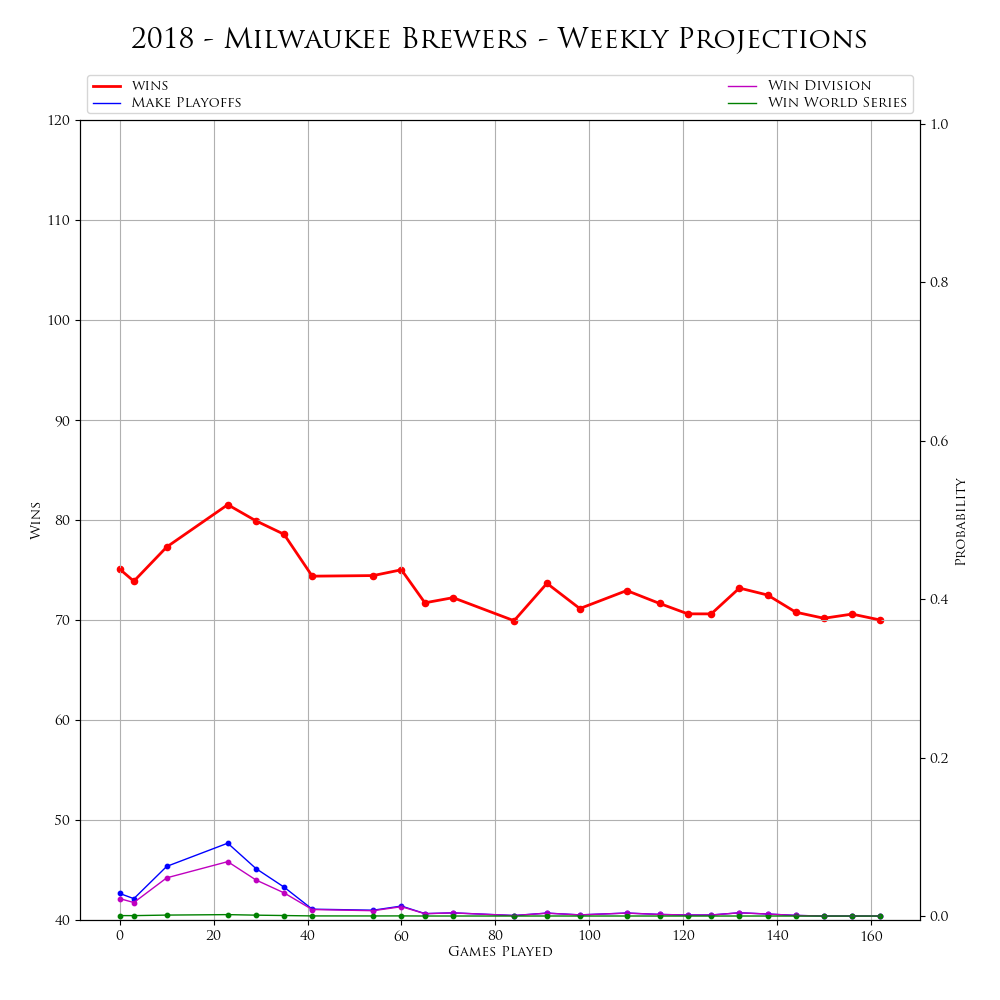 2018 - Milwaukee Brewers - Weekly Projections
wins
Make Playoffs
Win Division
Win World Series
120
110
100
90
80
70
60
50
40
Wins
1.0
0.8
0.6
0.4
0.2
0.0
Probability
0 20 40 60 80 100 120 140 160
Games Played